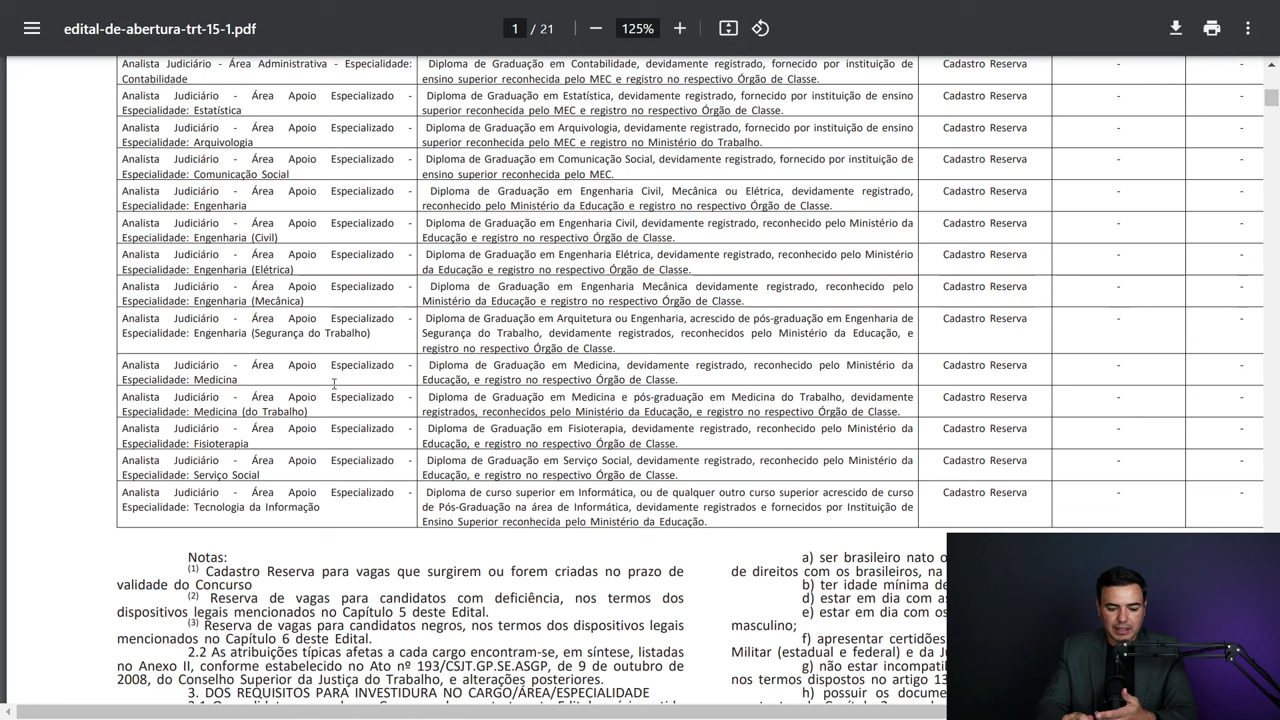 edital-de-abertura-trt-15-1.pdf
1 / 21
125%
Analista Judiciário - Área Administrativa - Especialidade: Diploma de Graduação em Contabilidade, devidamente registrado, fornecido por instituição de Cadastro Reserva - -
Contabilidade ensino superior reconhecida pelo MEC e registro no respectivo Órgão de Classe.
Analista Judiciário - Área Apoio Especializado - Diploma de Graduação em Estatística, devidamente registrado, fornecido por instituição de ensino Cadastro Reserva - -
Especialidade: Estatística superior reconhecida pelo MEC e registro no respectivo Órgão de Classe.
Analista Judiciário - Área Apoio Especializado - Diploma de Graduação em Arquivologia, devidamente registrado, fornecido por instituição de ensino Cadastro Reserva - -
Especialidade: Arquivologia superior reconhecida pelo MEC e registro no Ministério do Trabalho.
Analista Judiciário - Área Apoio Especializado - Diploma de Graduação em Comunicação Social, devidamente registrado, fornecido por instituição de Cadastro Reserva - -
Especialidade: Comunicação Social ensino superior reconhecida pelo MEC.
Analista Judiciário - Área Apoio Especializado - Diploma de Graduação em Engenharia Civil, Mecânica ou Elétrica, devidamente registrado, Cadastro Reserva - -
Especialidade: Engenharia reconhecida pelo Ministério da Educação e registro no respectivo Órgão de Classe.
Analista Judiciário - Área Apoio Especializado - Diploma de Graduação em Engenharia Civil, devidamente registrado, reconhecido pelo Ministério da Cadastro Reserva - -
Especialidade: Engenharia (Civil) Educação e registro no respectivo Órgão de Classe.
Analista Judiciário - Área Apoio Especializado - Diploma de Graduação em Engenharia Elétrica, devidamente registrado, reconhecido pelo Ministério Cadastro Reserva - -
Especialidade: Engenharia (Elétrica) da Educação e registro no respectivo Órgão de Classe.
Analista Judiciário - Área Apoio Especializado - Diploma de Graduação em Engenharia Mecânica devidamente registrado, reconhecido pelo Cadastro Reserva - -
Especialidade: Engenharia (Mecânica) Ministério da Educação e registro no respectivo Órgão de Classe.
Analista Judiciário - Área Apoio Especializado - Diploma de Graduação em Arquitetura ou Engenharia, acrescido de pós-graduação em Engenharia de Cadastro Reserva - -
Especialidade: Engenharia (Segurança do Trabalho) Segurança do Trabalho, devidamente registrados, reconhecidos pelo Ministério da Educação, e
registro no respectivo Órgão de Classe.
Analista Judiciário - Área Apoio Especializado - Diploma de Graduação em Medicina, devidamente registrado, reconhecido pelo Ministério da Cadastro Reserva - -
Especialidade: Medicina Educação, e registro no respectivo Órgão de Classe.
Analista Judiciário - Área Apoio Especializado - Diploma de Graduação em Medicina e pós-graduação em Medicina do Trabalho, devidamente Cadastro Reserva - -
Especialidade: Medicina (do Trabalho) registrados, reconhecidos pelo Ministério da Educação, e registro no respectivo Órgão de Classe.
Analista Judiciário - Área Apoio Especializado - Diploma de Graduação em Fisioterapia, devidamente registrado, reconhecido pelo Ministério da Cadastro Reserva - -
Especialidade: Fisioterapia Educação, e registro no respectivo Órgão de Classe.
Analista Judiciário - Área Apoio Especializado - Diploma de Graduação em Serviço Social, devidamente registrado, reconhecido pelo Ministério da Cadastro Reserva - -
Especialidade: Serviço Social Educação, e registro no respectivo Órgão de Classe.
Analista Judiciário - Área Apoio Especializado - Diploma de curso superior em Informática, ou de qualquer outro curso superior acrescido de curso Cadastro Reserva - -
Especialidade: Tecnologia da Informação de Pós-Graduação na área de Informática, devidamente registrados e fornecidos por Instituição de
Ensino Superior reconhecida pelo Ministério da Educação.
Notas:
(1) Cadastro Reserva para vagas que surgirem ou forem criadas no prazo de
validade do Concurso
(2) Reserva de vagas para candidatos com deficiência, nos termos dos
dispositivos legais mencionados no Capítulo 5 deste Edital.
(3) Reserva de vagas para candidatos negros, nos termos dos dispositivos legais
mencionados no Capítulo 6 deste Edital.
2.2 As atribuições típicas afetas a cada cargo encontram-se, em síntese, listadas
no Anexo II, conforme estabelecido no Ato nº 193/CSJT.GP.SE.ASGP, de 9 de outubro de
2008, do Conselho Superior da Justiça do Trabalho, e alterações posteriores.
3. DOS REQUISITOS PARA INVESTIDURA NO CARGO/ÁREA/ESPECIALIDADE
a) ser brasileiro nato o
de direitos com os brasileiros, na
b) ter idade mínima de
d) estar em dia com as
e) estar em dia com os
masculino;
f) apresentar certidões
Militar (estadual e federal) e da J
g) não estar incompatib
nos termos dispostos no artigo 13
h) possuir os docume